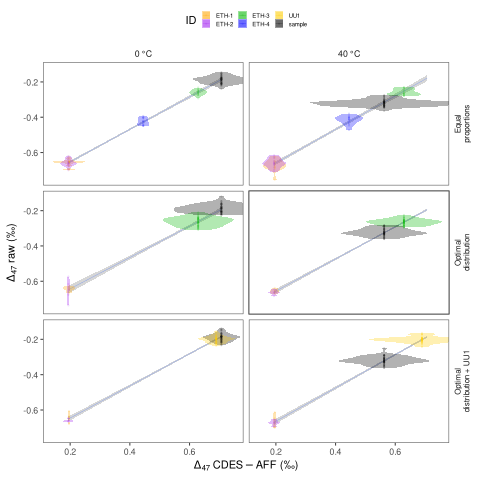 ID
ETH-1 ETH-3 UU1
ETH-2 ETH-4 sample
0 °C 40 °C
-0.2
-0.4
-0.6
Equal
proportions
-0.2
-0.4
-0.6
Optimal
distribution
-0.2
-0.4
-0.6
Optimal
distribution + UU1
Δ47 raw (‰)
0.2 0.4 0.6 0.2 0.4 0.6
Δ47 CDES – AFF (‰)